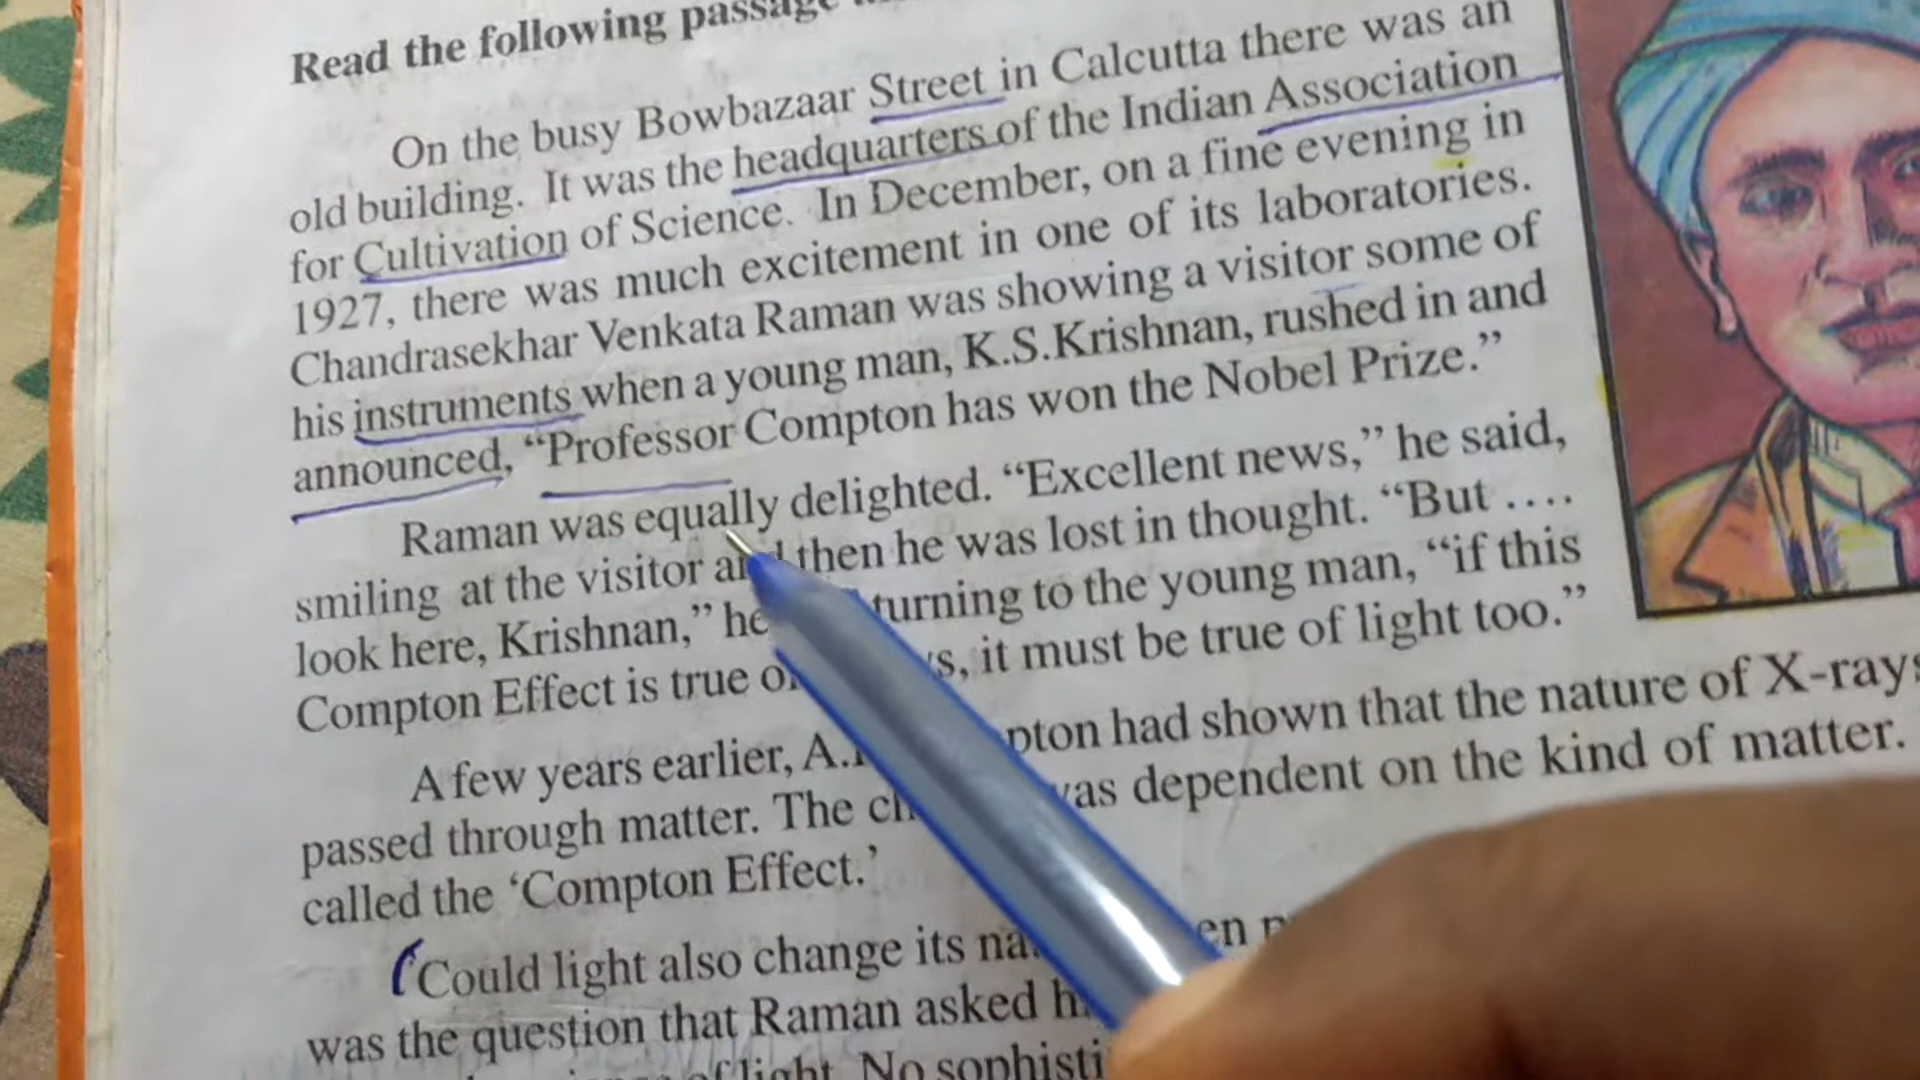 Read the following passage
On the busy Bowbazaar Street in Calcutta there was an
old building. It was the headquarters of the Indian Association
for Cultivation of Science. In December, on a fine evening in
1927, there was much excitement in one of its laboratories.
Chandrasekhar Venkata Raman was showing a visitor some of
his instruments when a young man, K.S.Krishnan, rushed in and
announced, “Professor Compton has won the Nobel Prize.”
Raman was equally delighted. “Excellent news,” he said,
smiling at the visitor and then he was lost in thought. “But ....
look here, Krishnan,” he turning to the young man, “if this
Compton Effect is true it must be true of light too.”
A few years earlier, had shown that the nature of X-rays
passed through matter. The was dependent on the kind of matter.
called the ‘Compton Effect.’
Could light also change its
was the question that Raman asked
of light. No